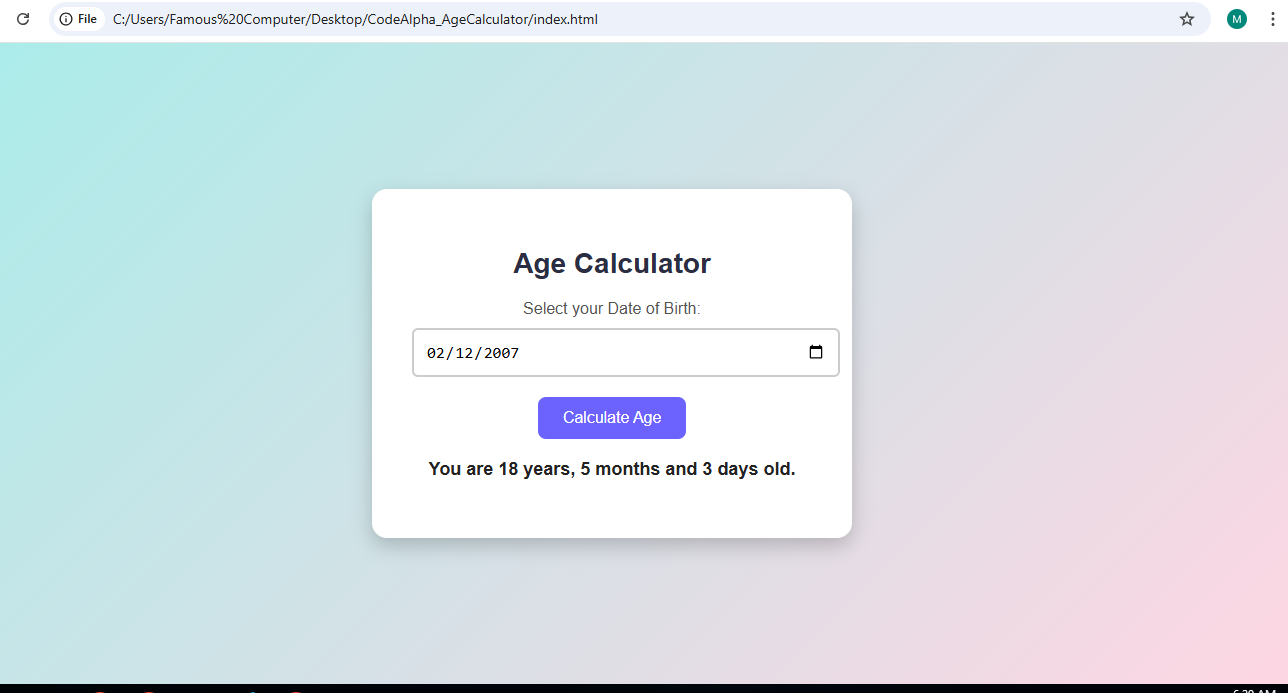 File
C:/Users/Famous%20Computer/Desktop/CodeAlpha_AgeCalculator/index.html
M
Age Calculator
Select your Date of Birth:
02/12/2007
Calculate Age
You are 18 years, 5 months and 3 days old.